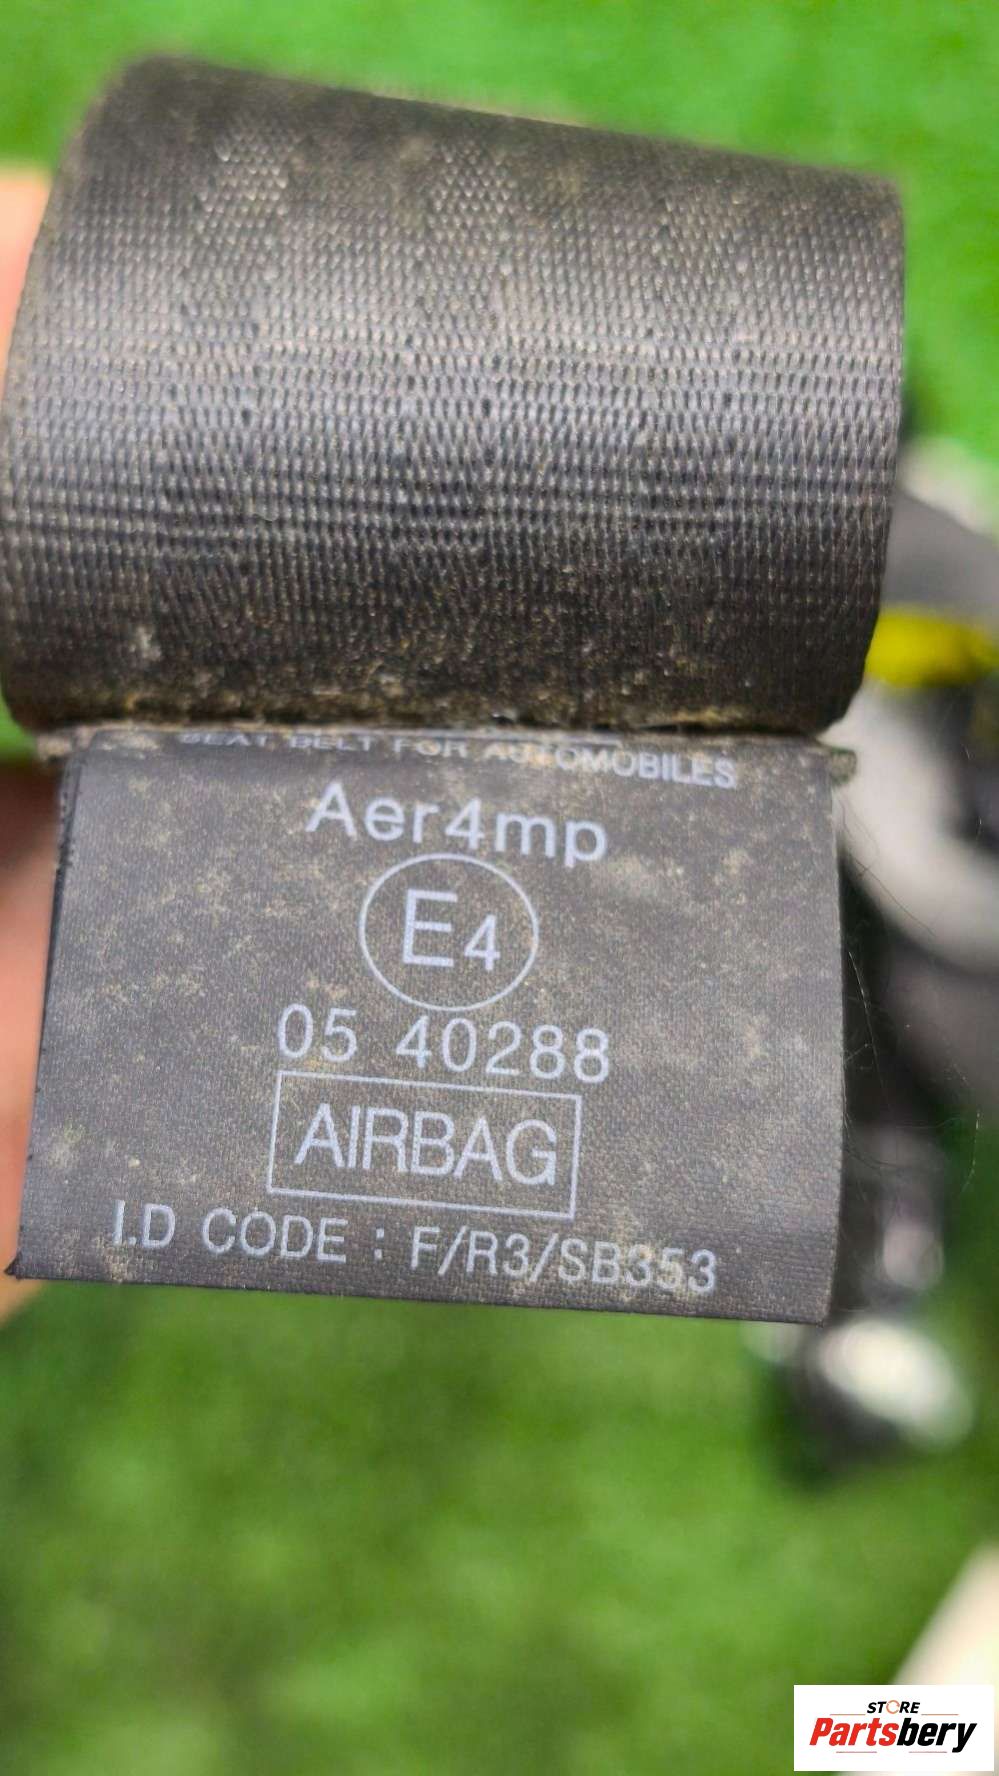 SEAT BELT FOR AUTOMOBILES
Aer4mp
E4
05 40288
AIRBAG
I.D CODE : F/R3/SB353
STORE
Partsbery